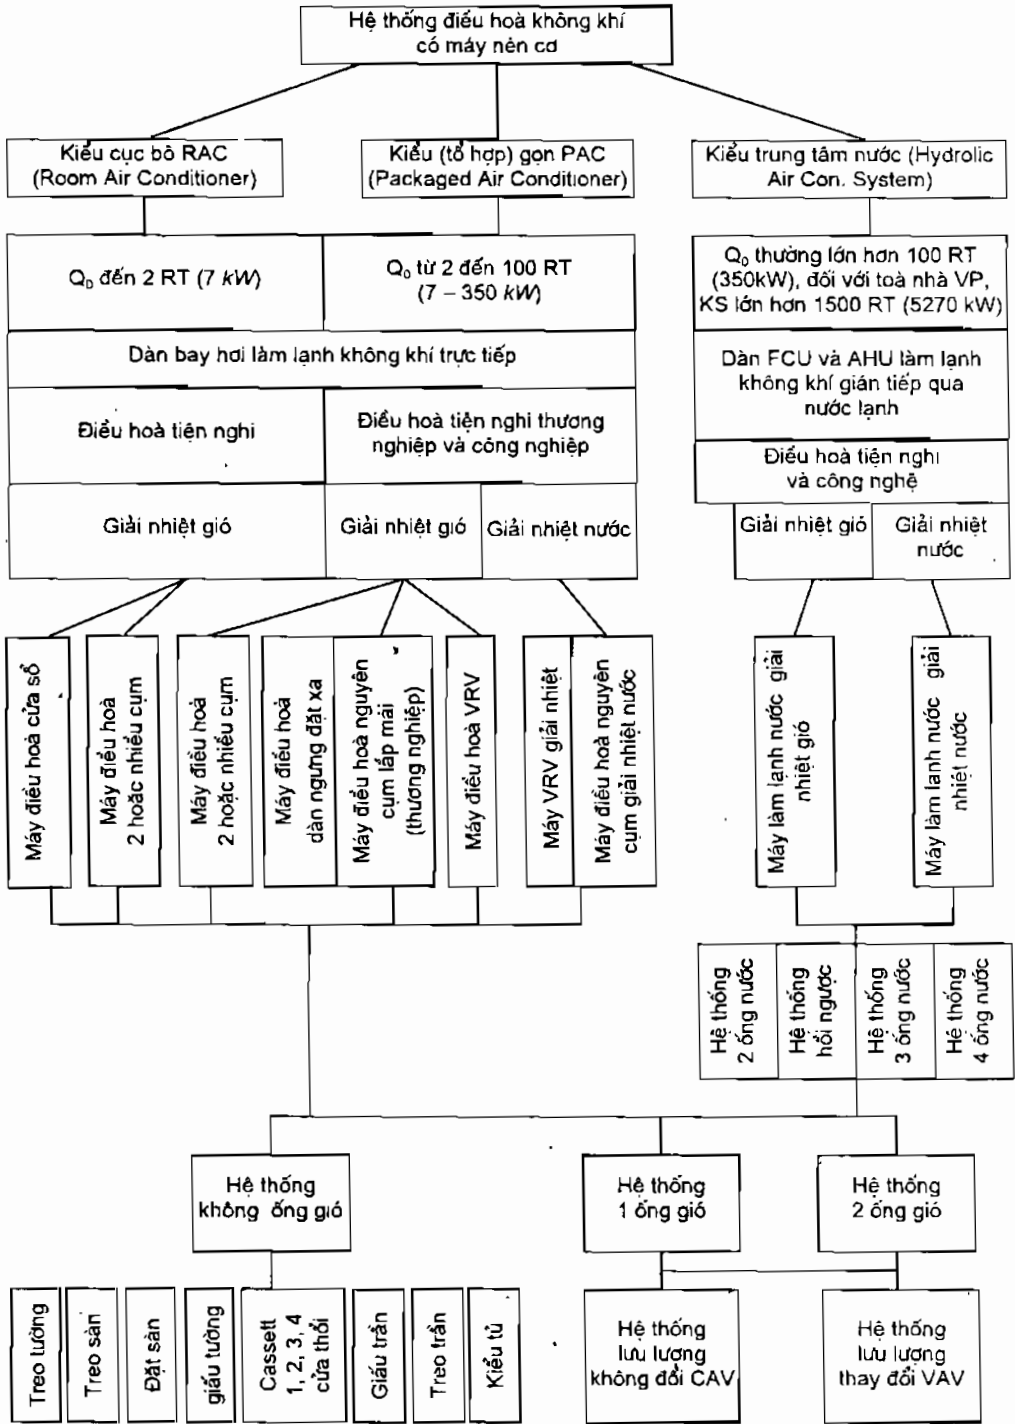 Hệ thống điều hoà không khí
có máy nén cơ
Kiểu cục bộ RAC
(Room Air Conditioner)
Kiểu (tổ hợp) gọn PAC
(Packaged Air Conditioner)
Kiểu trung tâm nước (Hydrolic
Air Con. System)
Q₀ đến 2 RT (7 kW)
Q₀ từ 2 đến 100 RT
(7 – 350 kW)
Q₀ thường lớn hơn 100 RT
(350kW), đối với toà nhà VP,
KS lớn hơn 1500 RT (5270 kW)
Dàn bay hơi làm lạnh không khí trực tiếp
Dàn FCU và AHU làm lạnh
không khí gián tiếp qua
nước lạnh
Điều hoà tiện nghi
Điều hoà tiện nghi thương
nghiệp và công nghiệp
Điều hoà tiện nghi
và công nghệ
Giải nhiệt gió
Giải nhiệt gió
Giải nhiệt nước
Giải nhiệt gió
Giải nhiệt
nước
Máy điều hoà cửa sổ
Máy điều hoà
2 hoặc nhiều cụm
Máy điều hoà
2 hoặc nhiều cụm
Máy điều hoà
dàn ngưng đặt xa
Máy điều hoà nguyên
cụm lắp mái
(thương nghiệp)
Máy điều hoà VRV
Máy VRV giải nhiệt
Máy điều hoà nguyên
cụm giải nhiệt nước
Máy làm lạnh nước giải
nhiệt gió
Máy làm lạnh nước giải
nhiệt nước
Hệ thống
2 ống nước
Hệ thống
hồi ngược
Hệ thống
3 ống nước
Hệ thống
4 ống nước
Hệ thống
không ống gió
Hệ thống
1 ống gió
Hệ thống
2 ống gió
Treo tường
Treo sàn
Đặt sàn
giấu tường
Cassett
1, 2, 3, 4
cửa thổi
Giấu trần
Treo trần
Kiểu tủ
Hệ thống
lưu lượng
không đổi CAV
Hệ thống
lưu lượng
thay đổi VAV